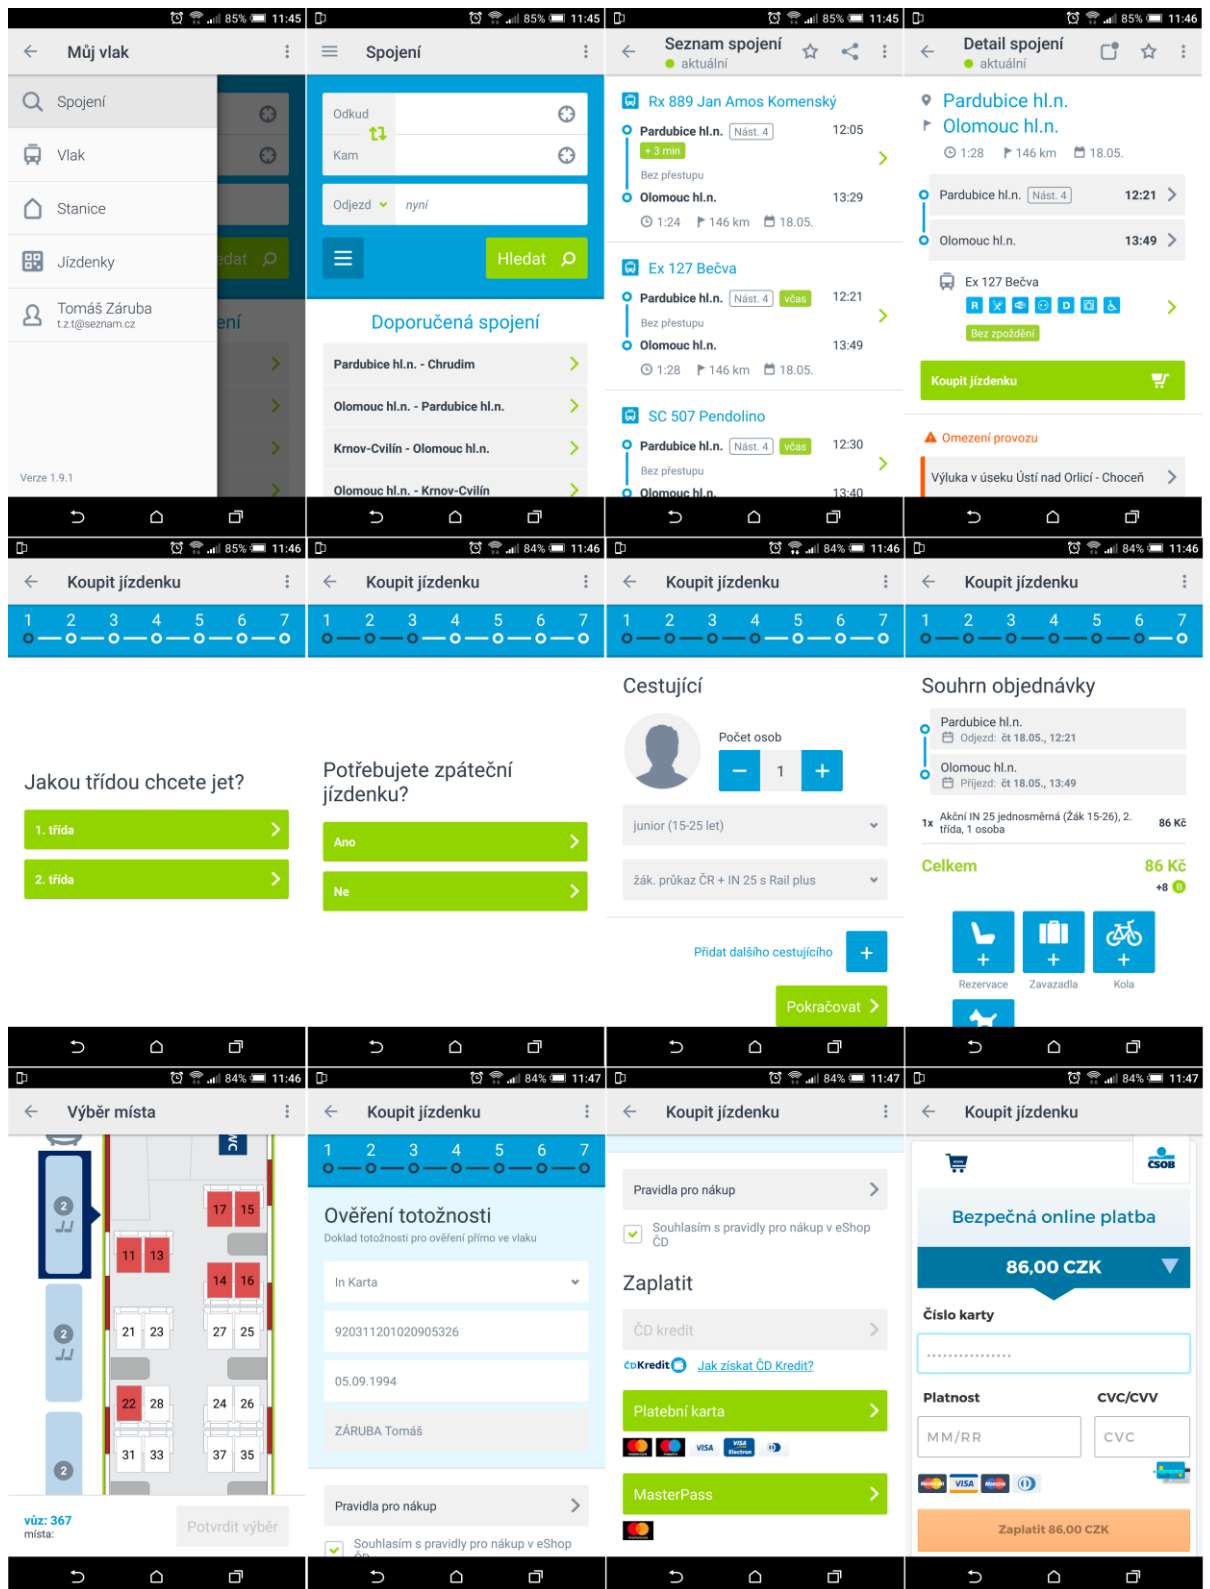 85% 11:45
Můj vlak
Spojení
Vlak
Stanice
Jízdenky
edat
Tomáš Záruba
t.z.t@seznam.cz
ení
Verze 1.9.1
85% 11:45
Spojení
Odkud
Kam
Odjezd nyní
Hledat
Doporučená spojení
Pardubice hl.n. - Chrudim
Olomouc hl.n. - Pardubice hl.n.
Krnov-Cvilín - Olomouc hl.n.
Olomouc hl.n. - Krnov-Cvilín
85% 11:45
Seznam spojení
aktuální
Rx 889 Jan Amos Komenský
Pardubice hl.n. Nást. 4 12:05
+ 3 min
Bez přestupu
Olomouc hl.n. 13:29
1:24 146 km 18.05.
Ex 127 Bečva
Pardubice hl.n. Nást. 4 včas 12:21
Bez přestupu
Olomouc hl.n. 13:49
1:28 146 km 18.05.
SC 507 Pendolino
Pardubice hl.n. Nást. 4 včas 12:30
Bez přestupu
Olomouc hl.n. 13:40
85% 11:46
Detail spojení
aktuální
Pardubice hl.n.
Olomouc hl.n.
1:28 146 km 18.05.
Pardubice hl.n. Nást. 4 12:21
Olomouc hl.n. 13:49
Ex 127 Bečva
R D
Bez zpoždění
Koupit jízdenku
Omezení provozu
Výluka v úseku Ústí nad Orlicí - Choceň
85% 11:46
Koupit jízdenku
1 2 3 4 5 6 7
Jakou třídou chcete jet?
1. třída
2. třída
84% 11:46
Koupit jízdenku
1 2 3 4 5 6 7
Potřebujete zpáteční
jízdenku?
Ano
Ne
84% 11:46
Koupit jízdenku
1 2 3 4 5 6 7
Cestující
Počet osob
− 1 +
junior (15-25 let)
žák. průkaz ČR + IN 25 s Rail plus
Přidat dalšího cestujícího +
Pokračovat
84% 11:46
Koupit jízdenku
1 2 3 4 5 6 7
Souhrn objednávky
Pardubice hl.n.
Odjezd: čt 18.05., 12:21
Olomouc hl.n.
Příjezd: čt 18.05., 13:49
1x Akční IN 25 jednosměrná (Žák 15-26), 2. třída, 1 osoba 86 Kč
Celkem 86 Kč
+8 B
+ + +
Rezervace Zavazadla Kola
84% 11:46
Výběr místa
WC
2
17 15
11 13
14 16
2
21 23 27 25
22 28 24 26
31 33 37 35
2
vůz: 367
místa:
Potvrdit výběr
84% 11:47
Koupit jízdenku
1 2 3 4 5 6 7
Ověření totožnosti
Doklad totožnosti pro ověření přímo ve vlaku
In Karta
920311201020905326
05.09.1994
ZÁRUBA Tomáš
Pravidla pro nákup
Souhlasím s pravidly pro nákup v eShop
ČD
84% 11:47
Koupit jízdenku
Pravidla pro nákup
Souhlasím s pravidly pro nákup v eShop
ČD
Zaplatit
ČD kredit
ČDKredit Jak získat ČD Kredit?
Platební karta
VISA VISA Electron
MasterPass
84% 11:47
Koupit jízdenku
ČSOB
Bezpečná online platba
86,00 CZK
Číslo karty
Platnost CVC/CVV
MM/RR CVC
VISA
Zaplatit 86,00 CZK